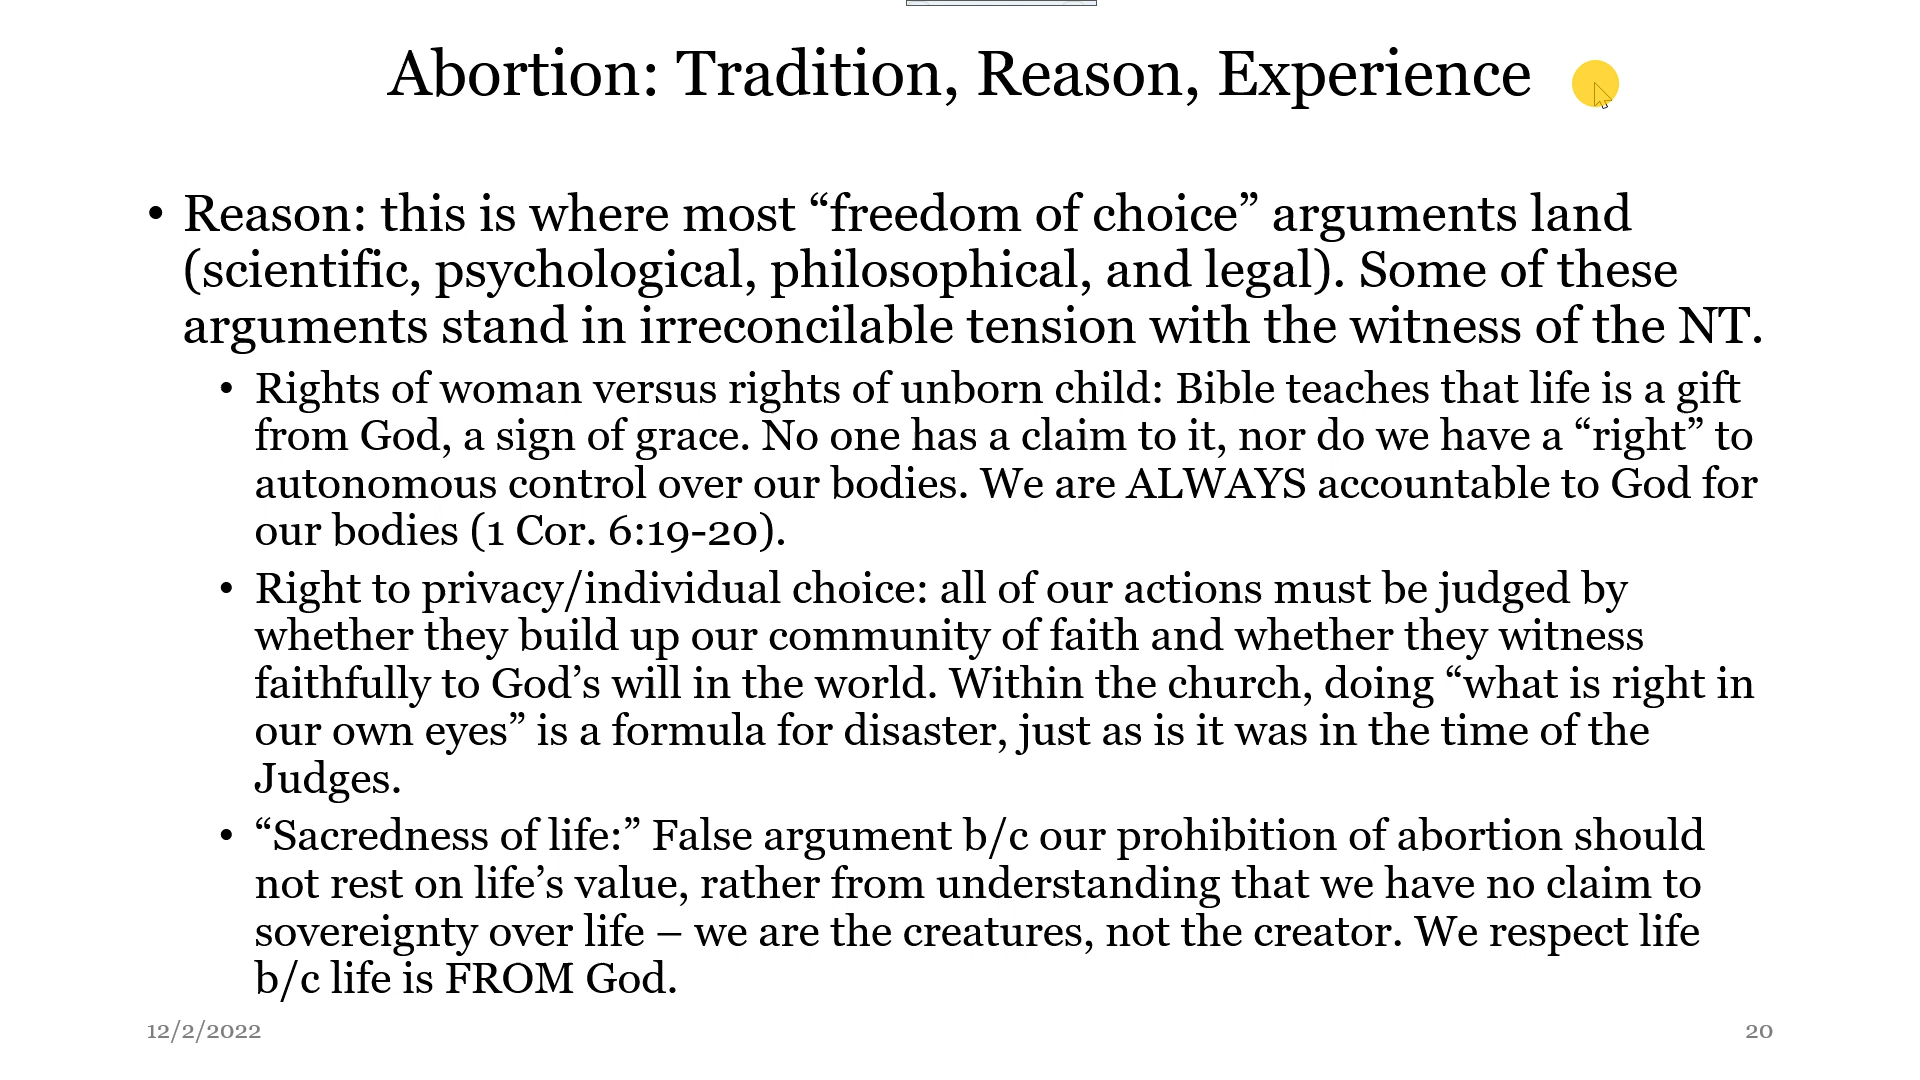 Abortion: Tradition, Reason, Experience
• Reason: this is where most “freedom of choice” arguments land
(scientific, psychological, philosophical, and legal). Some of these
arguments stand in irreconcilable tension with the witness of the NT.
• Rights of woman versus rights of unborn child: Bible teaches that life is a gift
from God, a sign of grace. No one has a claim to it, nor do we have a “right” to
autonomous control over our bodies. We are ALWAYS accountable to God for
our bodies (1 Cor. 6:19-20).
• Right to privacy/individual choice: all of our actions must be judged by
whether they build up our community of faith and whether they witness
faithfully to God’s will in the world. Within the church, doing “what is right in
our own eyes” is a formula for disaster, just as is it was in the time of the
Judges.
• “Sacredness of life:” False argument b/c our prohibition of abortion should
not rest on life’s value, rather from understanding that we have no claim to
sovereignty over life – we are the creatures, not the creator. We respect life
b/c life is FROM God.
12/2/2022
20